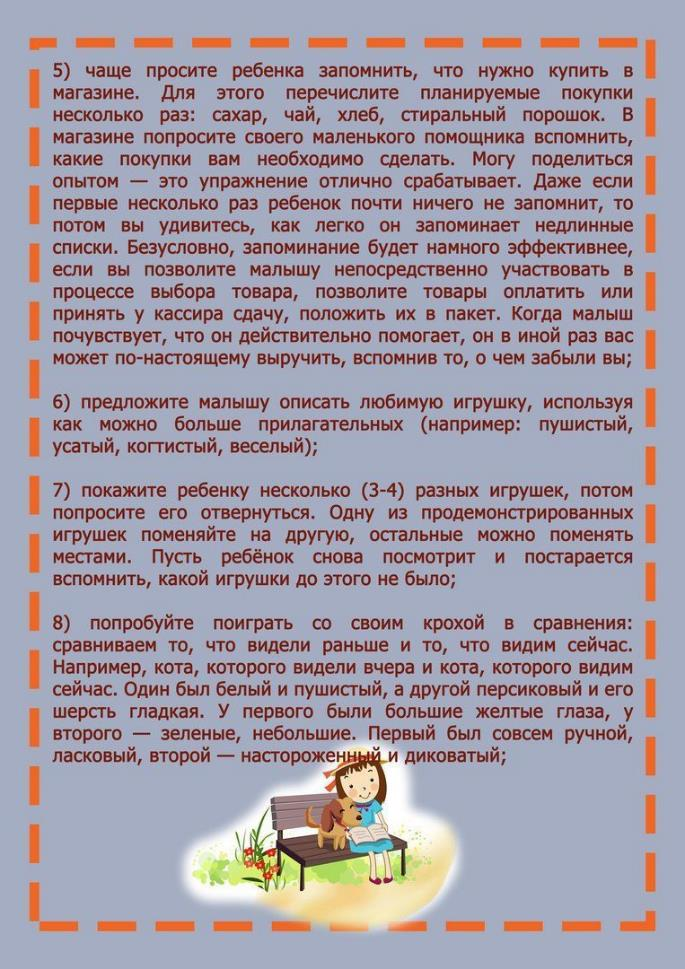 5) чаще просите ребенка запомнить, что нужно купить в
магазине. Для этого перечислите планируемые покупки
несколько раз: сахар, чай, хлеб, стиральный порошок. В
магазине попросите своего маленького помощника вспомнить,
какие покупки вам необходимо сделать. Могу поделиться
опытом — это упражнение отлично срабатывает. Даже если
первые несколько раз ребенок почти ничего не запомнит, то
потом вы удивитесь, как легко он запоминает недлинные
списки. Безусловно, запоминание будет намного эффективнее,
если вы позволите малышу непосредственно участвовать в
процессе выбора товара, позволите товары оплатить или
принять у кассира сдачу, положить их в пакет. Когда малыш
почувствует, что он действительно помогает, он в иной раз вас
может по-настоящему выручить, вспомнив то, о чем забыли вы;
6) предложите малышу описать любимую игрушку, используя
как можно больше прилагательных (например: пушистый,
усатый, когтистый, веселый);
7) покажите ребенку несколько (3-4) разных игрушек, потом
попросите его отвернуться. Одну из продемонстрированных
игрушек поменяйте на другую, остальные можно поменять
местами. Пусть ребёнок снова посмотрит и постарается
вспомнить, какой игрушки до этого не было;
8) попробуйте поиграть со своим крохой в сравнения:
сравниваем то, что видели раньше и то, что видим сейчас.
Например, кота, которого видели вчера и кота, которого видим
сейчас. Один был белый и пушистый, а другой персиковый и его
шерсть гладкая. У первого были большие желтые глаза, у
второго — зеленые, небольшие. Первый был совсем ручной,
ласковый, второй — настороженный и диковатый;